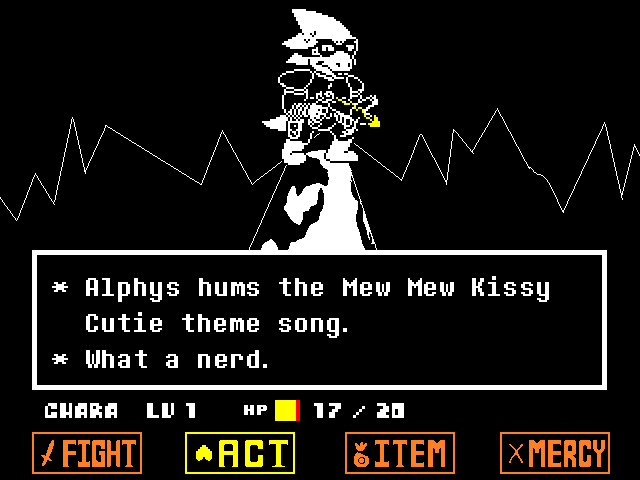 * Alphys hums the Mew Mew Kissy
Cutie theme song.
* What a nerd.
CHARA LV 1 HP 17 / 20
FIGHT ACT ITEM MERCY